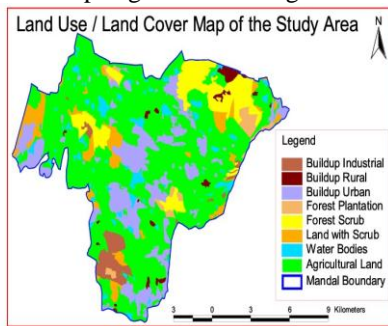 Land Use / Land Cover Map of the Study Area
N
Legend
Buildup Industrial
Buildup Rural
Buildup Urban
Forest Plantation
Forest Scrub
Land with Scrub
Water Bodies
Agricultural Land
Mandal Boundary
3 0 3 6 9 Kilometers